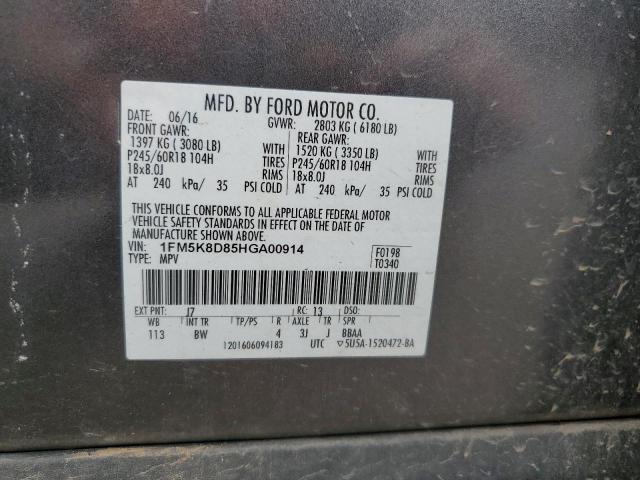 MFD. BY FORD MOTOR CO.
DATE: 06/16 GVWR: 2803 KG ( 6180 LB)
FRONT GAWR: REAR GAWR:
1397 KG ( 3080 LB) WITH 1520 KG ( 3350 LB) WITH
P245/60R18 104H TIRES P245/60R18 104H TIRES
18x8.0J RIMS 18x8.0J RIMS
AT 240 kPa/ 35 PSI COLD AT 240 kPa/ 35 PSI COLD
THIS VEHICLE CONFORMS TO ALL APPLICABLE FEDERAL MOTOR
VEHICLE SAFETY STANDARDS IN EFFECT ON THE DATE OF
MANUFACTURE SHOWN ABOVE.
VIN: 1FM5K8D85HGA00914 F0198
TYPE: MPV T0340
EXT PNT: J7 RC: 13 DSO:
WB INT TR TP/PS R AXLE TR SPR
113 BW 4 3J J BBAA
1201606094183 UTC ▽5U5A-1520472-BA